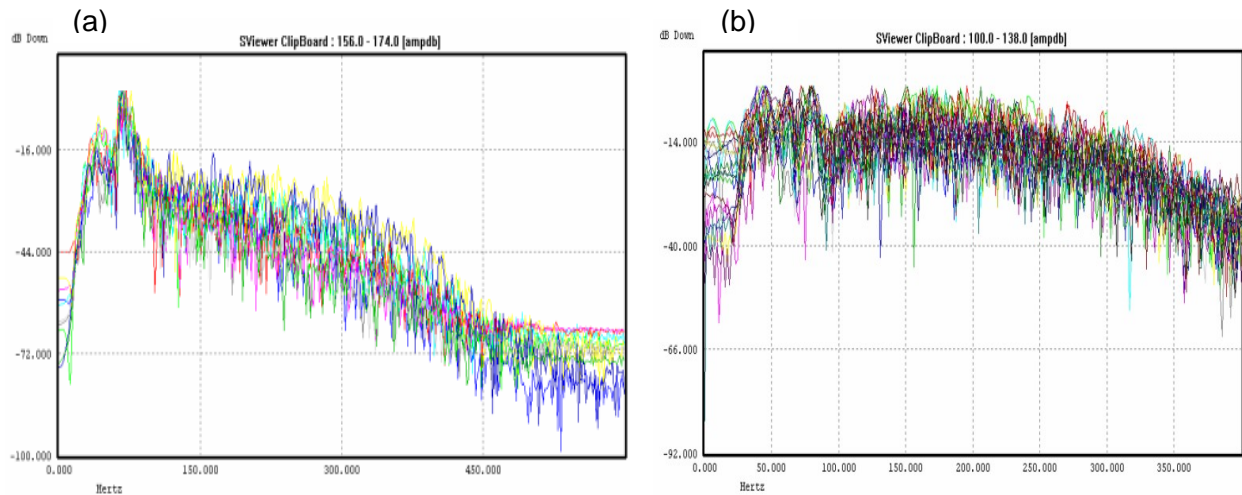 (a)
dB Down
SViewer ClipBoard : 156.0 - 174.0 [ampdb]
-16.000
-44.000
-72.000
-100.000
0.000 150.000 300.000 450.000
Hertz
(b)
dB Down
SViewer ClipBoard : 100.0 - 138.0 [ampdb]
-14.000
-40.000
-66.000
-92.000
0.000 50.000 100.000 150.000 200.000 250.000 300.000 350.000
Hertz